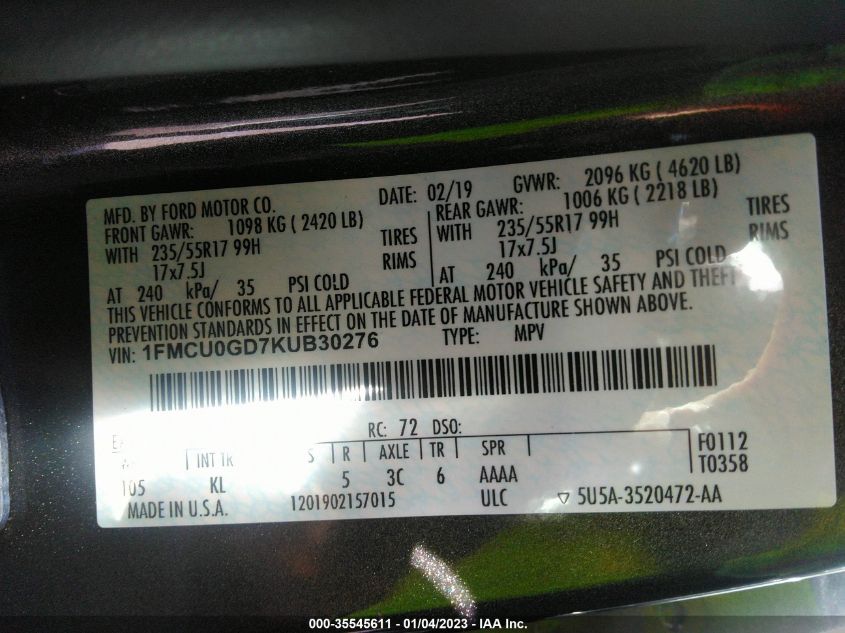 MFD. BY FORD MOTOR CO. DATE: 02/19 GVWR: 2096 KG ( 4620 LB)
FRONT GAWR: 1098 KG ( 2420 LB) REAR GAWR: 1006 KG ( 2218 LB)
WITH 235/55R17 99H TIRES WITH 235/55R17 99H TIRES
17x7.5J RIMS 17x7.5J RIMS
AT 240 kPa/ 35 PSI COLD AT 240 kPa/ 35 PSI COLD
THIS VEHICLE CONFORMS TO ALL APPLICABLE FEDERAL MOTOR VEHICLE SAFETY AND THEFT
PREVENTION STANDARDS IN EFFECT ON THE DATE OF MANUFACTURE SHOWN ABOVE.
VIN: 1FMCU0GD7KUB30276 TYPE: MPV
RC: 72 DSO:
INT TR R AXLE TR SPR F0112
105 KL 5 3C 6 AAAA T0358
MADE IN U.S.A. 1201902157015 ULC 5U5A-3520472-AA
000-35545611 - 01/04/2023 - IAA Inc.